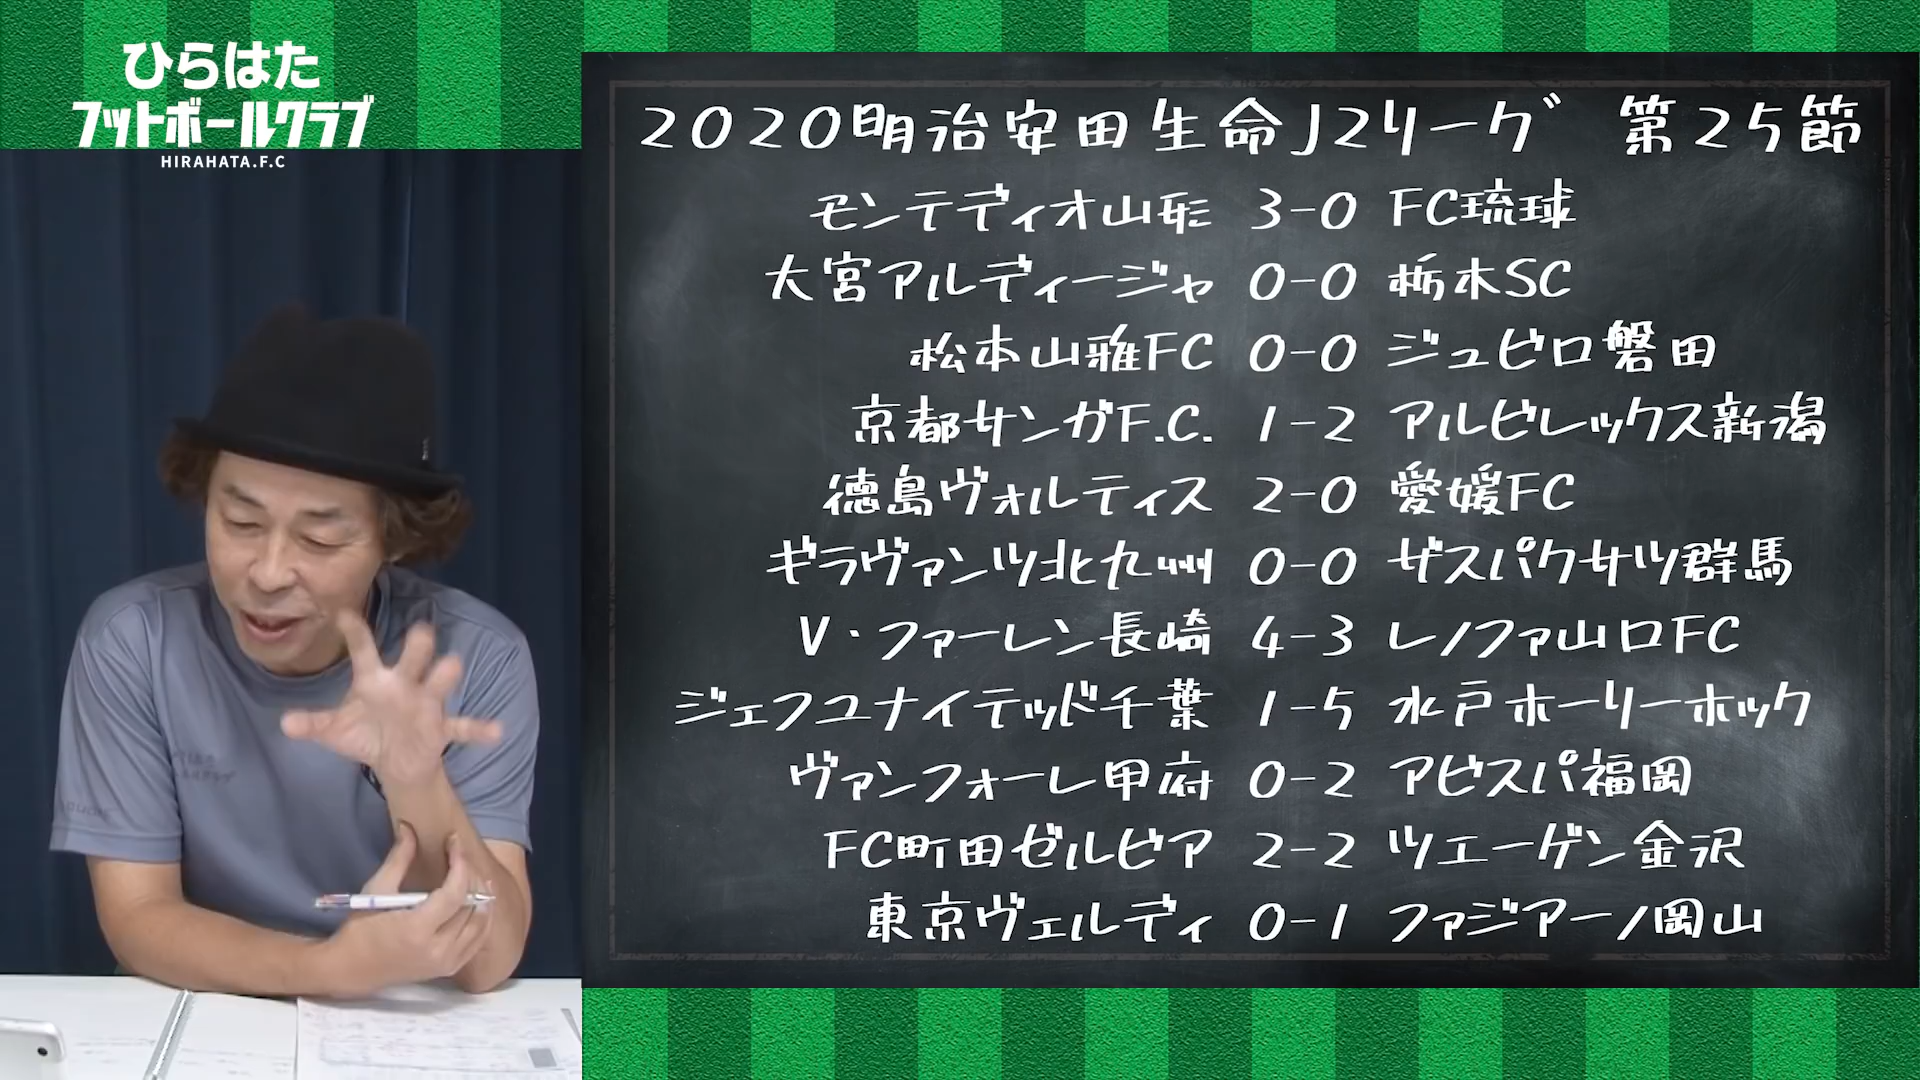 ひらはた
フットボールクラブ
HIRAHATA.F.C
2020明治安田生命J2リーグ 第25節
モンテディオ山形 3-0 FC琉球
大宮アルディージャ 0-0 栃木SC
松本山雅FC 0-0 ジュビロ磐田
京都サンガF.C. 1-2 アルビレックス新潟
徳島ヴォルティス 2-0 愛媛FC
ギラヴァンツ北九州 0-0 ザスパクサツ群馬
V・ファーレン長崎 4-3 レノファ山口FC
ジェフユナイテッド千葉 1-5 水戸ホーリーホック
ヴァンフォーレ甲府 0-2 アビスパ福岡
FC町田ゼルビア 2-2 ツエーゲン金沢
東京ヴェルディ 0-1 ファジアーノ岡山